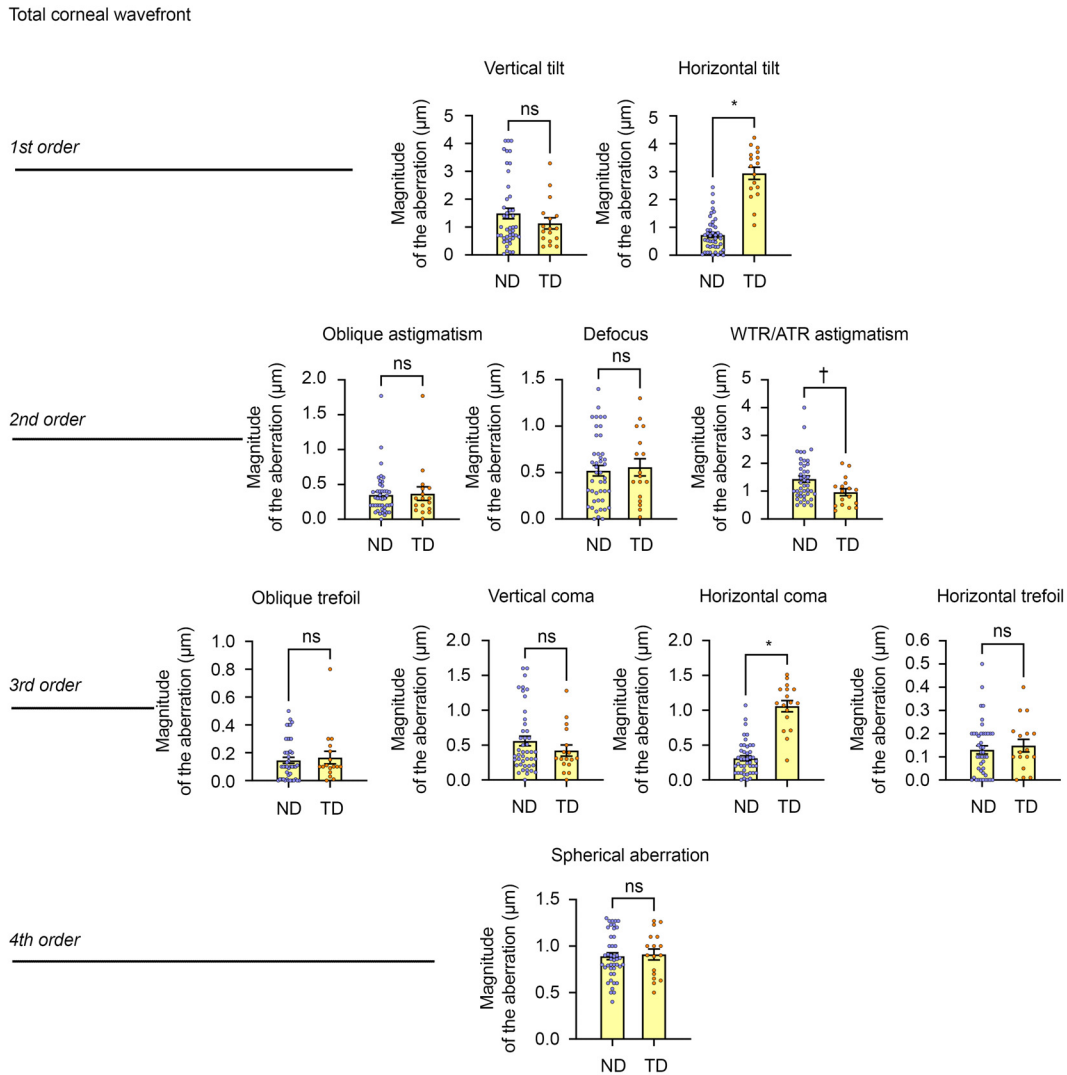 Total corneal wavefront
1st order
Vertical tilt
Magnitude
of the aberration (μm)
5
4
3
2
1
0
ns
ND TD
Horizontal tilt
Magnitude
of the aberration (μm)
5
4
3
2
1
0
*
ND TD
2nd order
Oblique astigmatism
Magnitude
of the aberration (μm)
2.0
1.5
1.0
0.5
0.0
ns
ND TD
Defocus
Magnitude
of the aberration (μm)
1.5
1.0
0.5
0.0
ns
ND TD
WTR/ATR astigmatism
Magnitude
of the aberration (μm)
5
4
3
2
1
0
†
ND TD
3rd order
Oblique trefoil
Magnitude
of the aberration (μm)
1.0
0.8
0.6
0.4
0.2
0.0
ns
ND TD
Vertical coma
Magnitude
of the aberration (μm)
2.0
1.5
1.0
0.5
0.0
ns
ND TD
Horizontal coma
Magnitude
of the aberration (μm)
2.0
1.5
1.0
0.5
0.0
*
ND TD
Horizontal trefoil
Magnitude
of the aberration (μm)
0.6
0.5
0.4
0.3
0.2
0.1
0.0
ns
ND TD
4th order
Spherical aberration
Magnitude
of the aberration (μm)
1.5
1.0
0.5
0.0
ns
ND TD